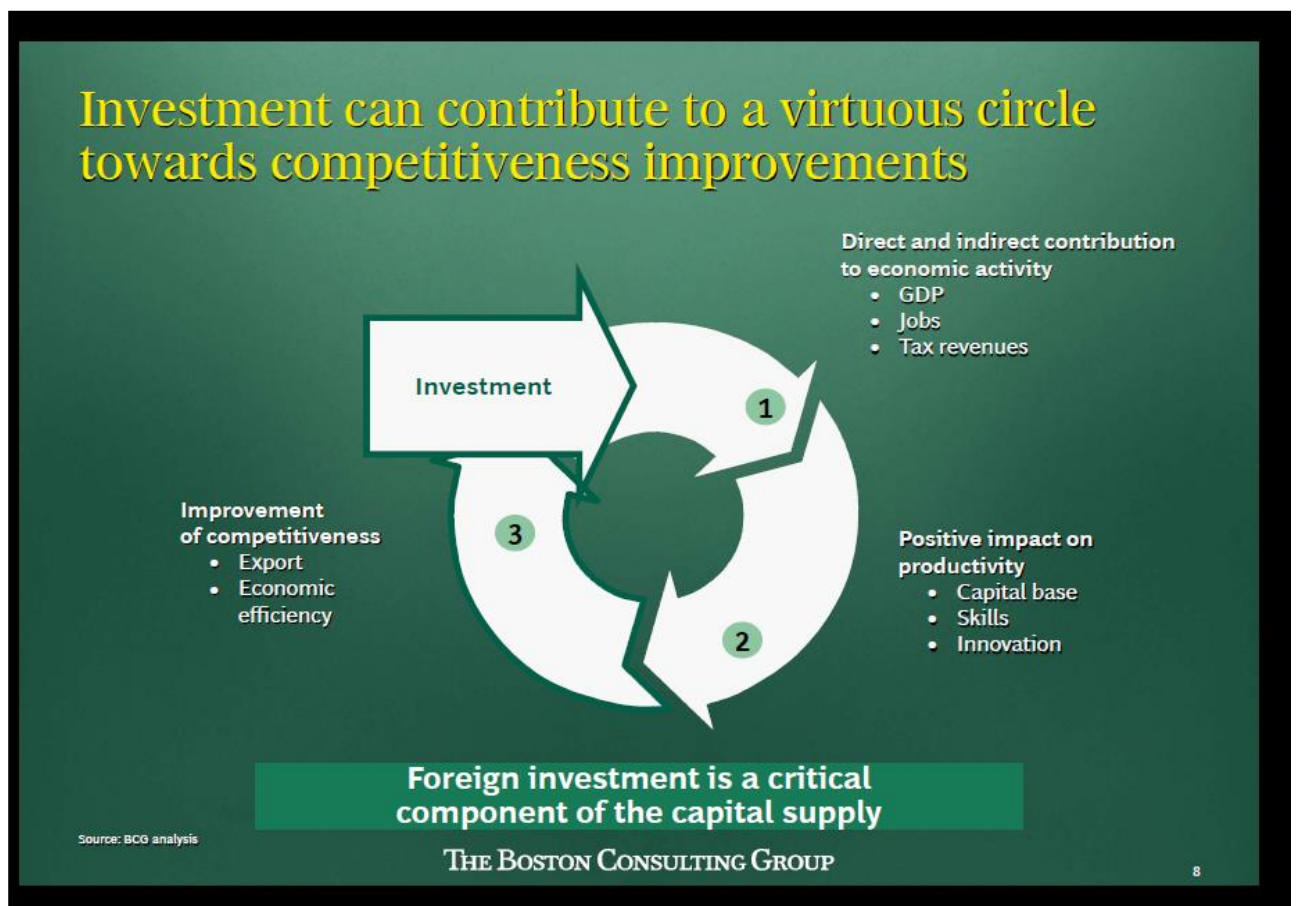 Investment can contribute to a virtuous circle
towards competitiveness improvements
Direct and indirect contribution
to economic activity
• GDP
• Jobs
• Tax revenues
Investment
1
Improvement
of competitiveness
• Export
• Economic
efficiency
3
Positive impact on
productivity
• Capital base
• Skills
• Innovation
2
Foreign investment is a critical
component of the capital supply
Source: BCG analysis
THE BOSTON CONSULTING GROUP
8